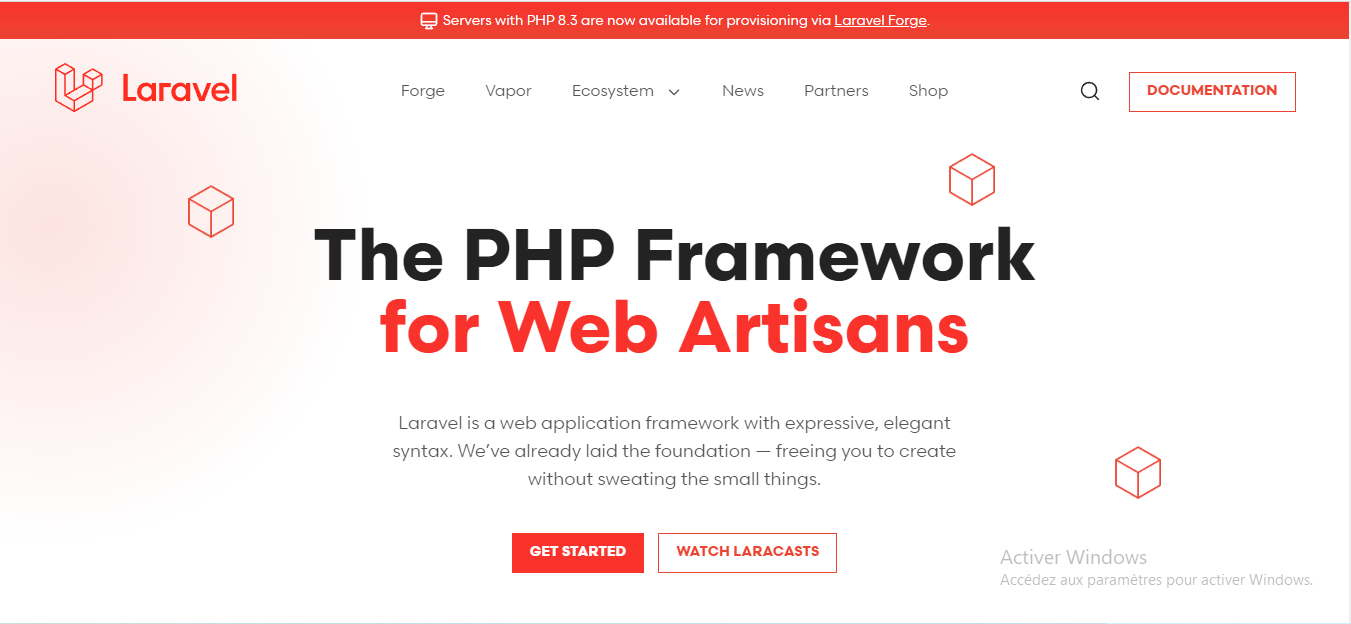 Servers with PHP 8.3 are now available for provisioning via Laravel Forge.
Laravel
Forge
Vapor
Ecosystem
News
Partners
Shop
DOCUMENTATION
The PHP Framework
for Web Artisans
Laravel is a web application framework with expressive, elegant
syntax. We’ve already laid the foundation — freeing you to create
without sweating the small things.
GET STARTED
WATCH LARACASTS
Activer Windows
Accédez aux paramètres pour activer Windows.